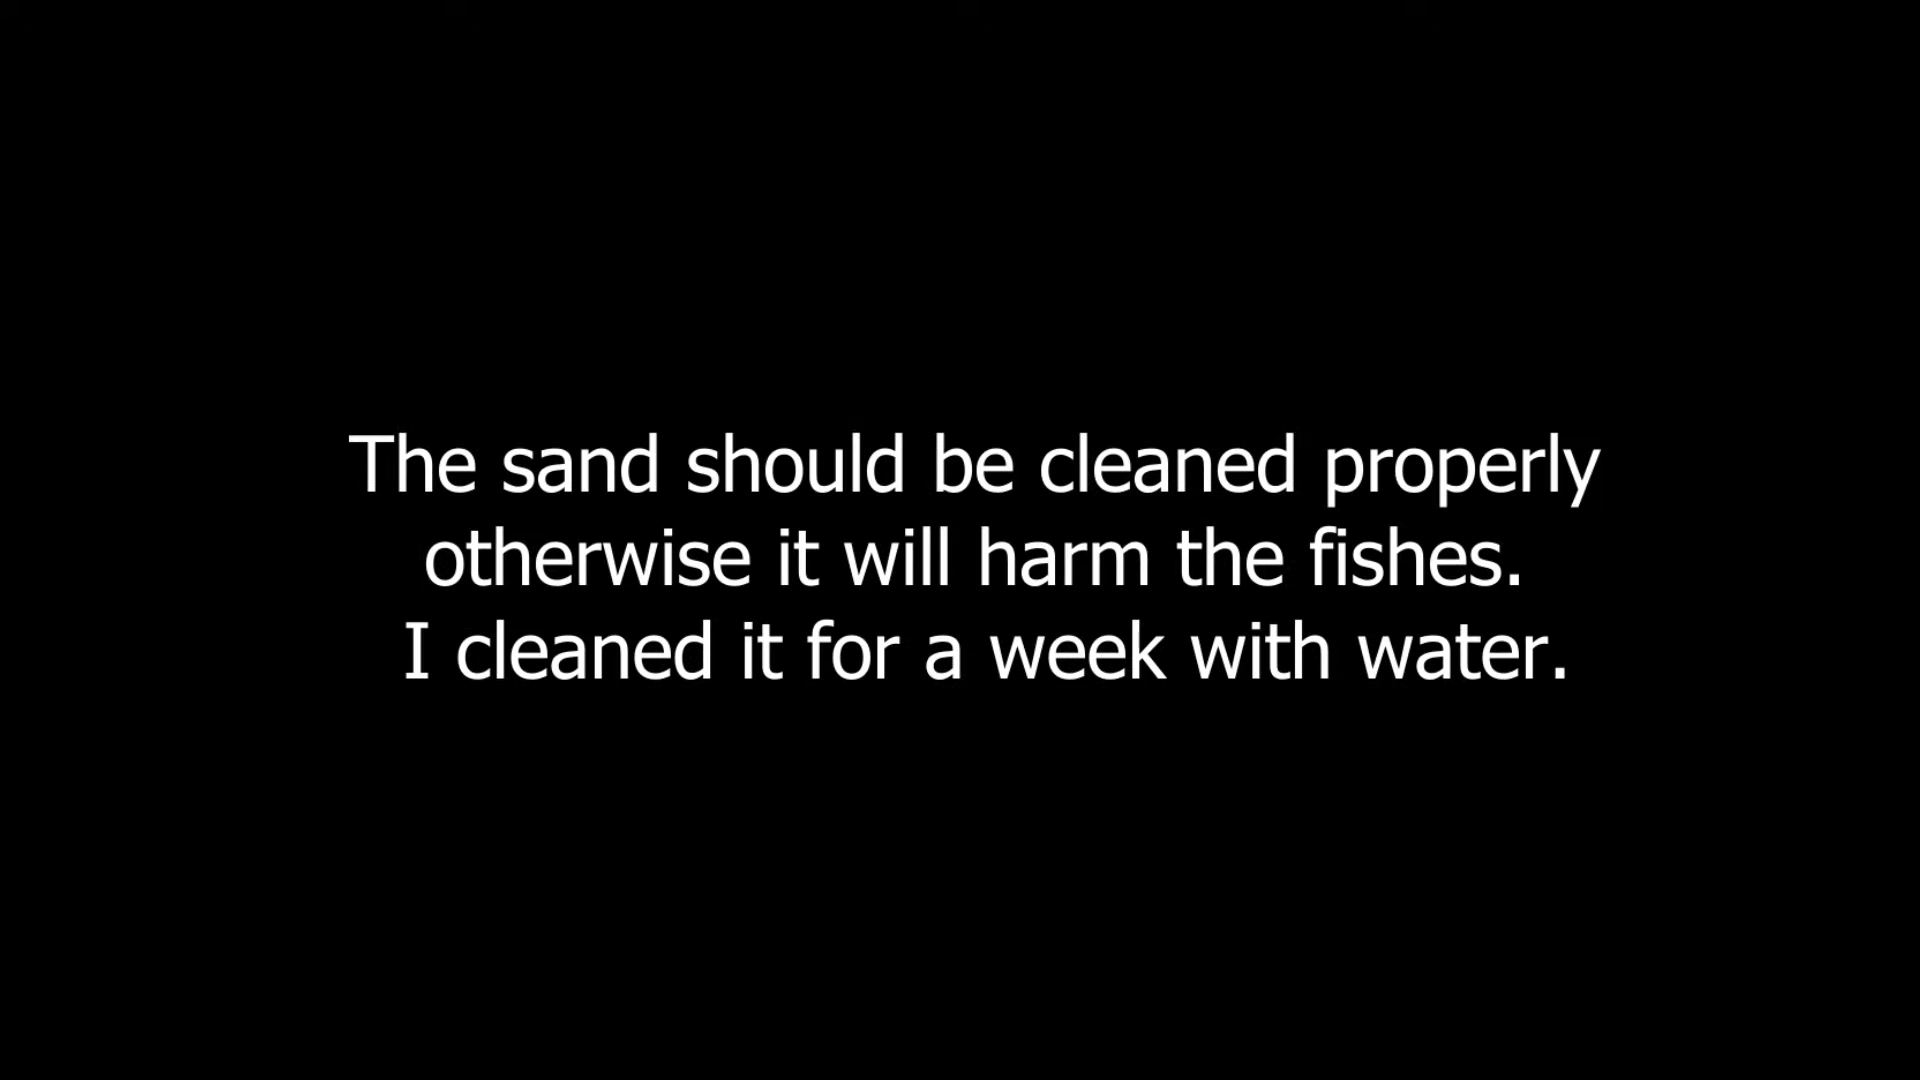 The sand should be cleaned properly
otherwise it will harm the fishes.
I cleaned it for a week with water.